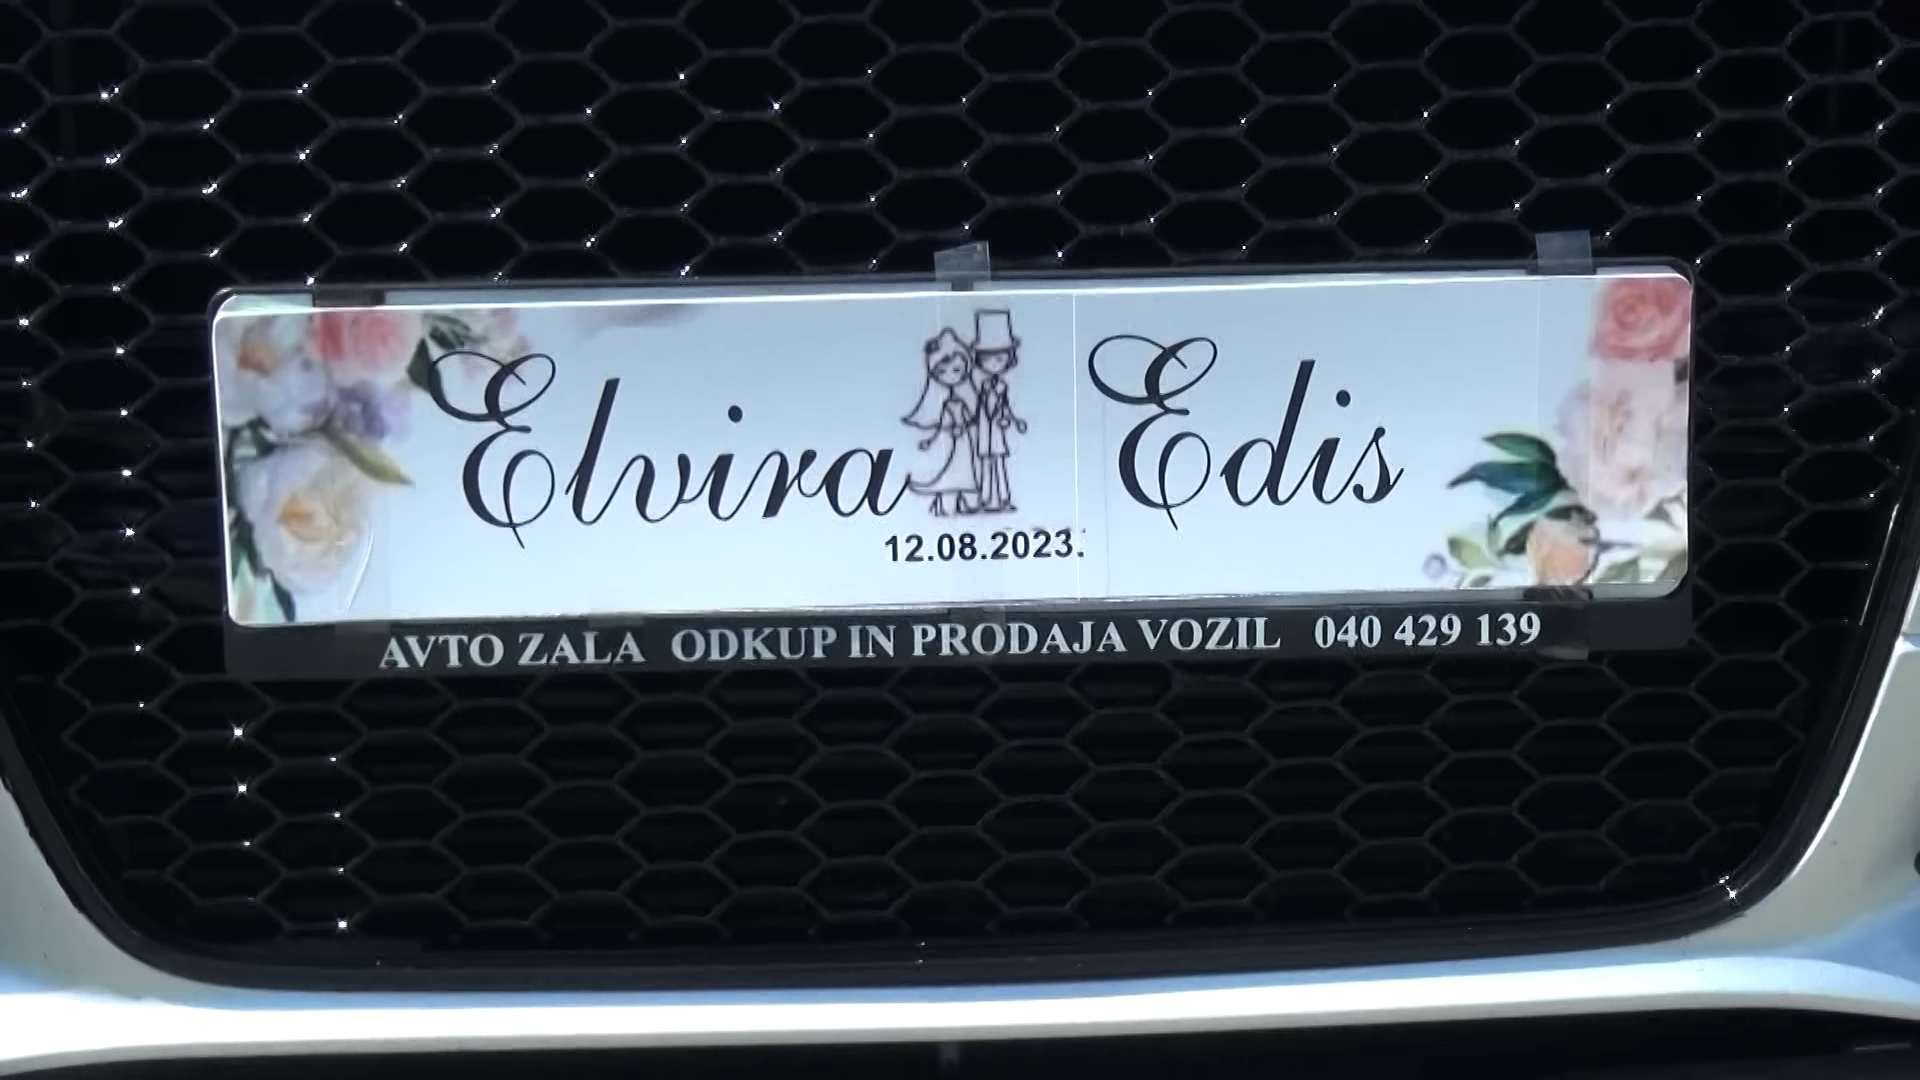 Elvira Edis
12.08.2023.
AVTO ZALA ODKUP IN PRODAJA VOZIL 040 429 139